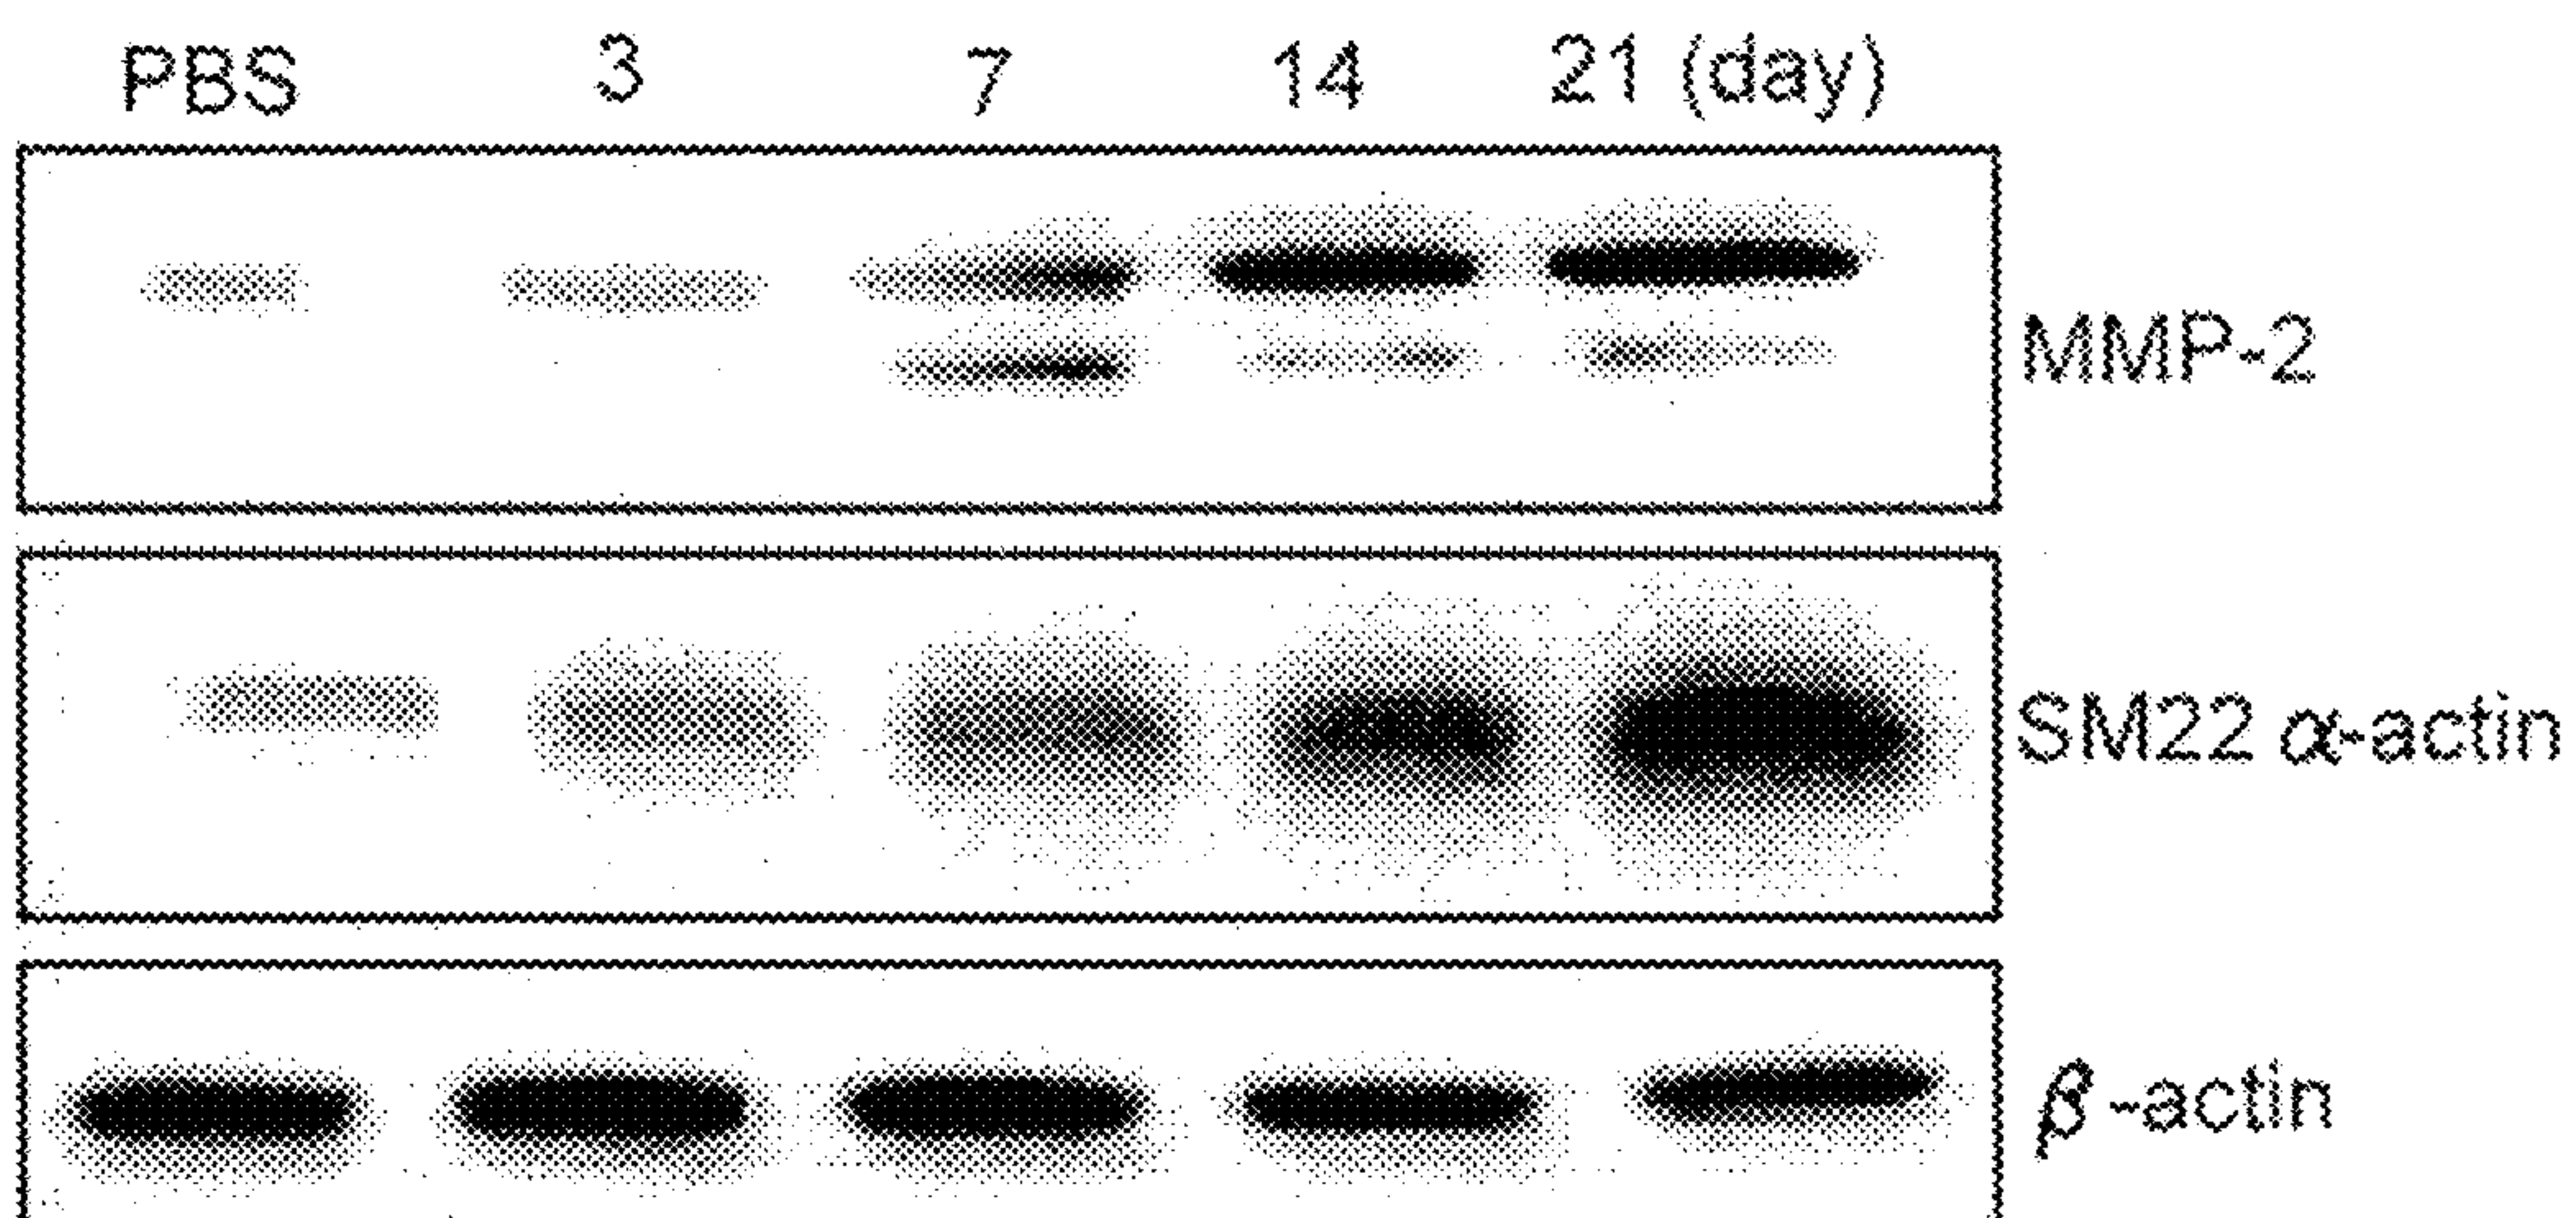 PBS 3 7 14 21 (day)
MMP-2
SM22 α-actin
β-actin